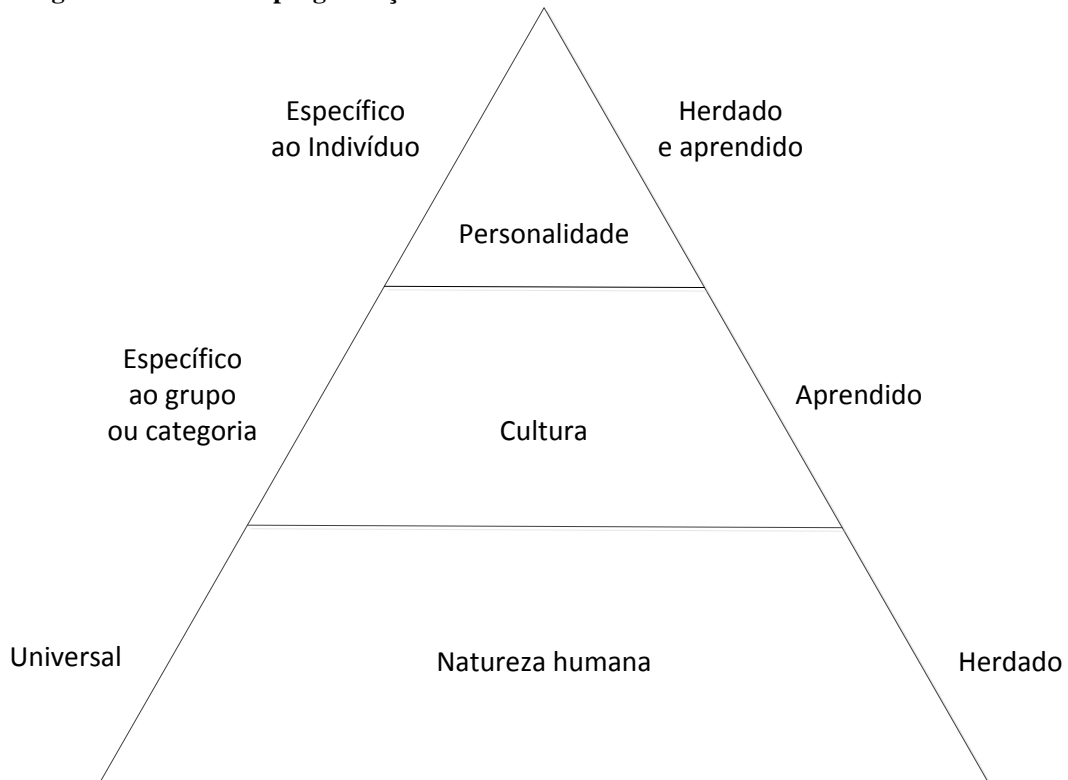 Específico
ao Indivíduo
Herdado
e aprendido
Personalidade
Específico
ao grupo
ou categoria
Aprendido
Cultura
Universal
Natureza humana
Herdado